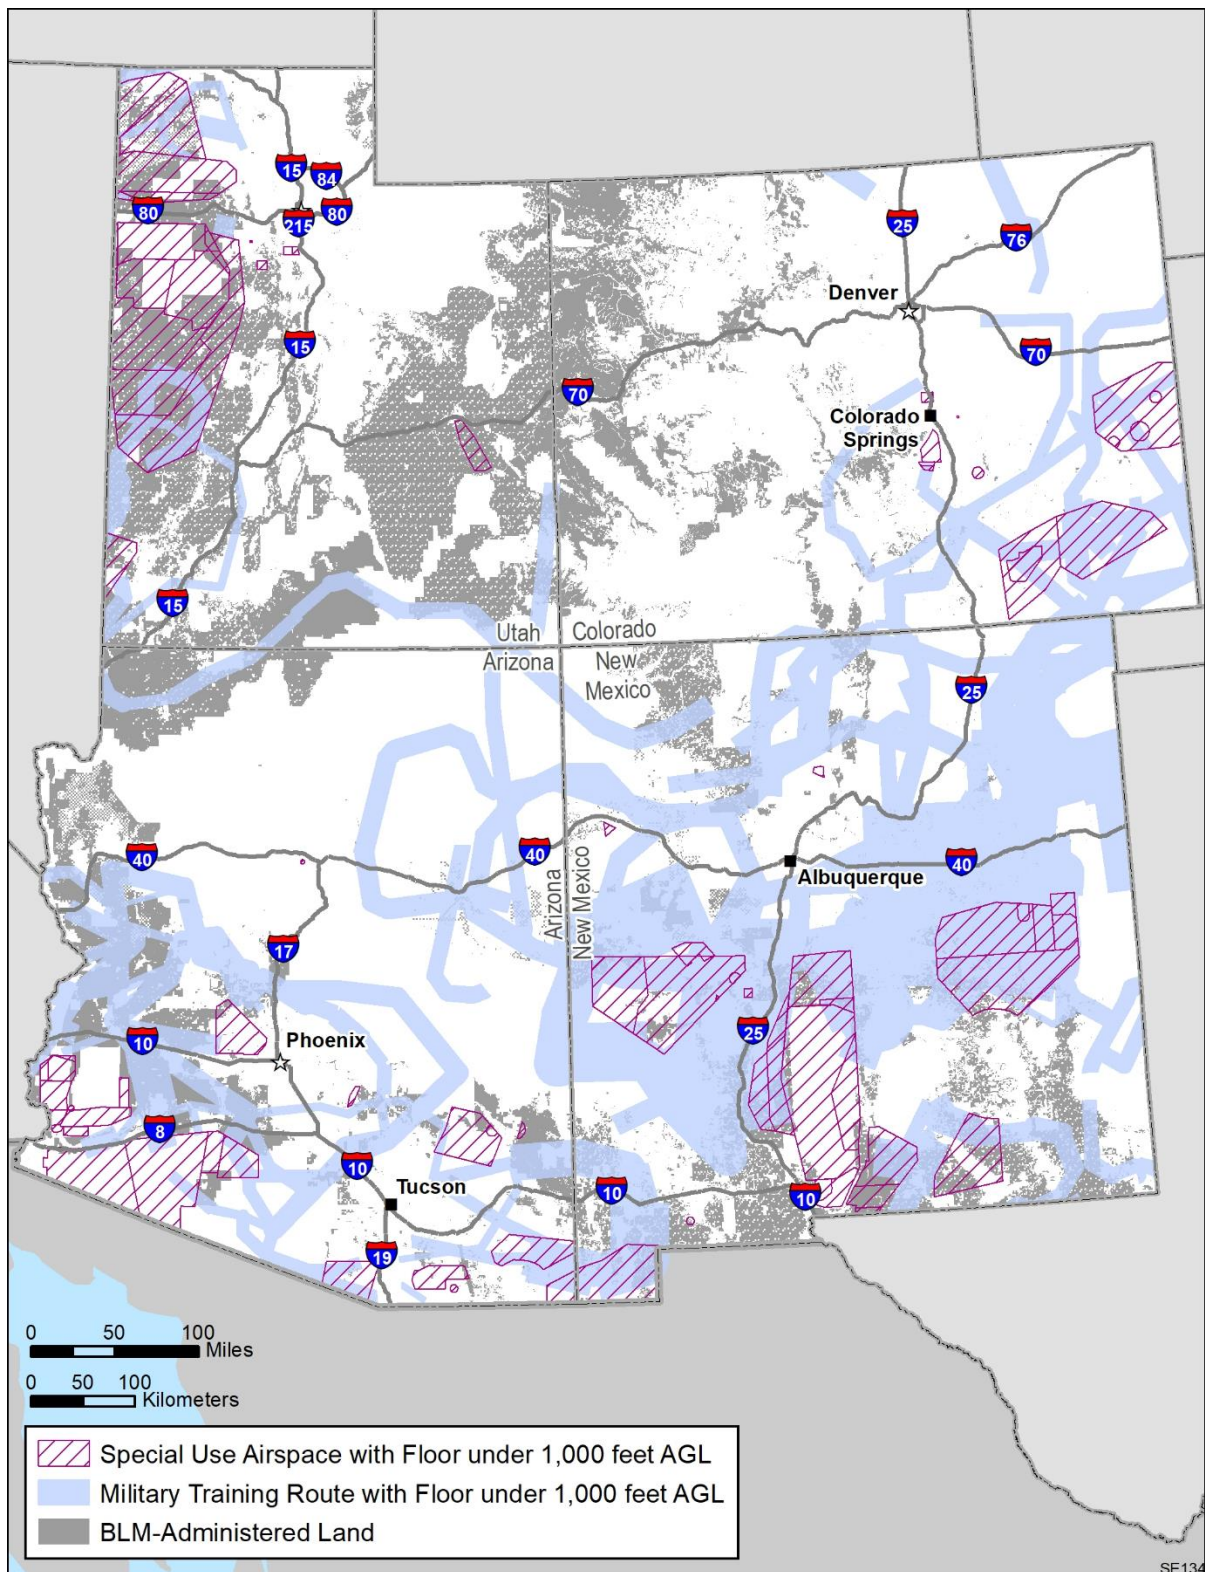 15
84
80
215
80
25
76
Denver
15
70
70
Colorado
Springs
15
Utah
Colorado
Arizona
New
Mexico
25
40
40
40
Albuquerque
Arizona
New Mexico
17
25
10
Phoenix
8
10
Tucson
10
10
19
0 50 100
Miles
0 50 100
Kilometers
Special Use Airspace with Floor under 1,000 feet AGL
Military Training Route with Floor under 1,000 feet AGL
BLM-Administered Land
SE134